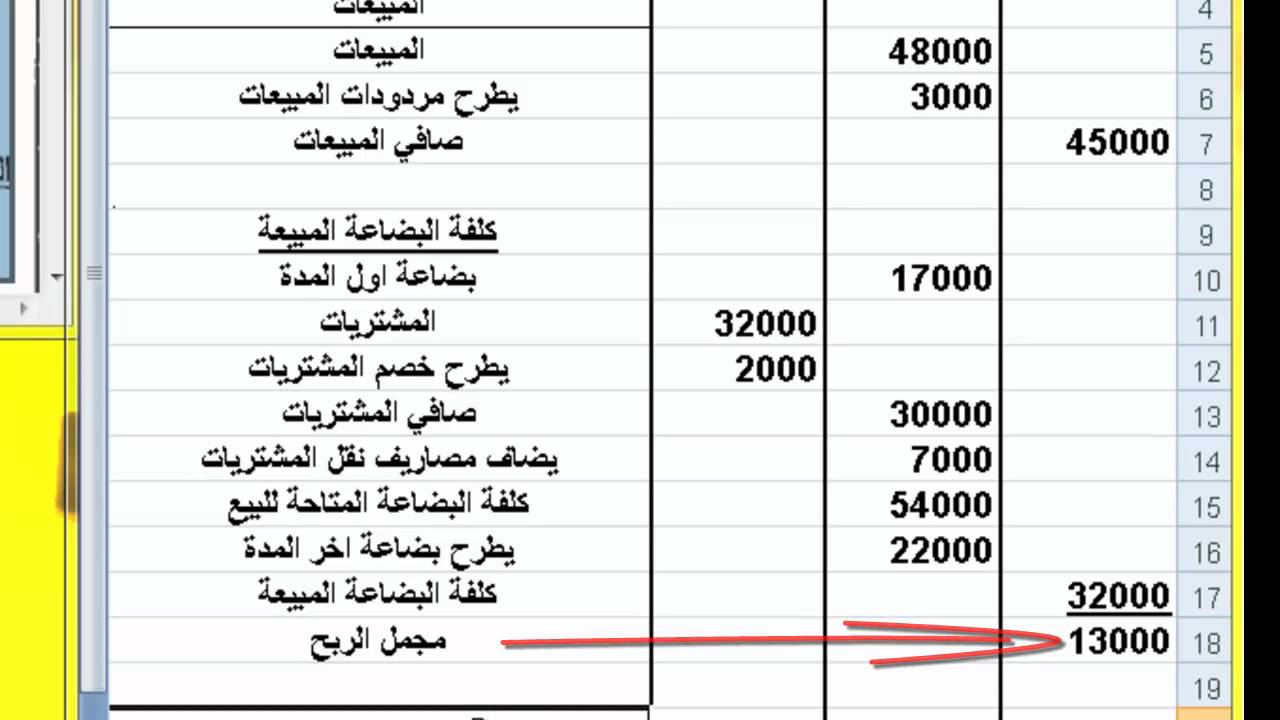 المبيعات 4
المبيعات 48000 5
يطرح مردودات المبيعات 3000 6
صافي المبيعات 45000 7
8
كلفة البضاعة المبيعة 9
بضاعة اول المدة 17000 10
المشتريات 32000 11
يطرح خصم المشتريات 2000 12
صافي المشتريات 30000 13
يضاف مصاريف نقل المشتريات 7000 14
كلفة البضاعة المتاحة للبيع 54000 15
يطرح بضاعة اخر المدة 22000 16
كلفة البضاعة المبيعة 32000 17
مجمل الربح 13000 18
19